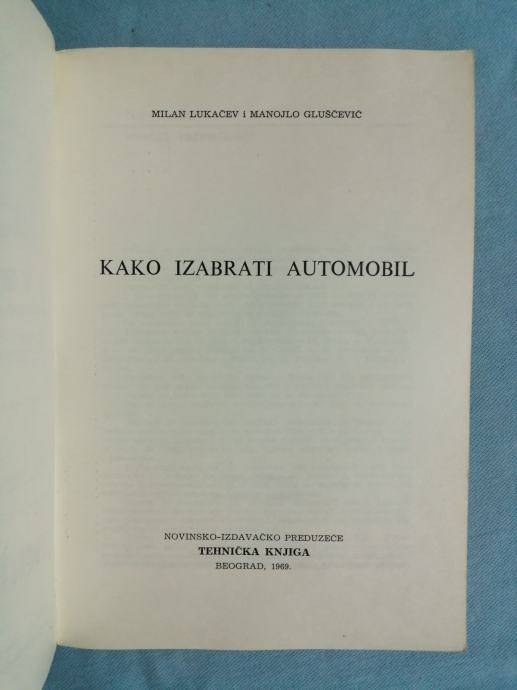 MILAN LUKAČEV i MANOJLO GLUŠČEVIĆ
KAKO IZABRATI AUTOMOBIL
NOVINSKO-IZDAVAČKO PREDUZEĆE
TEHNIČKA KNJIGA
BEOGRAD, 1969.